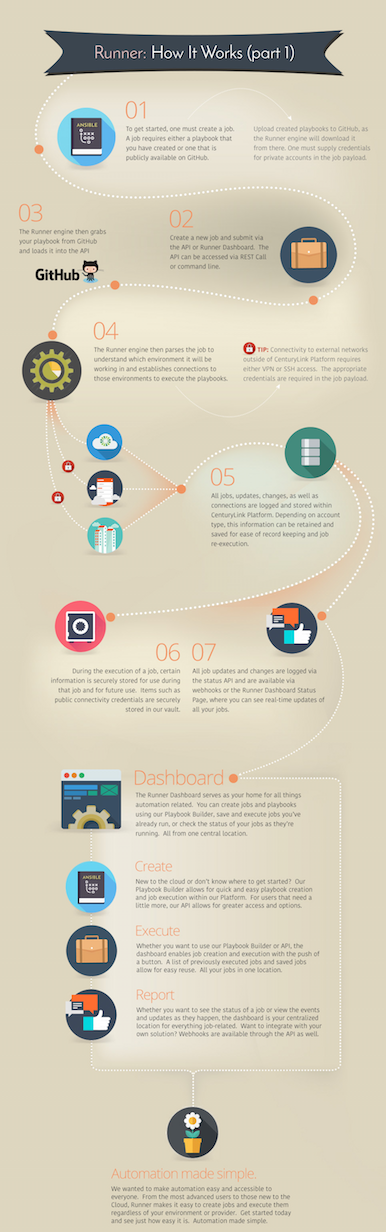 Runner: How It Works (part 1)
ANSIBLE
01
To get started, one must create a job.
A job requires either a playbook
that you have created or one that is
publicly available on GitHub.
Upload created playbooks to GitHub, as
the Runner engine will download it
from there. One must supply credentials
for private accounts in the job payload.
02
Create a new job and submit via
the API or Runner Dashboard. The
API can be accessed via REST Call
or command line.
03
The Runner engine then grabs
your playbook from GitHub
and loads it into the API
GitHub
04
The Runner engine then parses the job to
understand which environment it will be
working in and establishes connections to
those environments to execute the playbooks.
TIP: Connectivity to external networks
outside of CenturyLink Platform requires
either VPN or SSH access. The appropriate
credentials are required in the job payload.
05
All jobs, updates, changes, as well as
connections are logged and stored within
CenturyLink Platform. Depending on account
type, this information can be retained and
saved for ease of record keeping and job
re-execution.
06
During the execution of a job, certain
information is securely stored for use during
that job and for future use. Items such as
public connectivity credentials are securely
stored in our vault.
07
All job updates and changes are logged via
the status API and are available via
webhooks or the Runner Dashboard Status
Page, where you can see real-time updates of
all your jobs.
Dashboard
The Runner Dashboard serves as your home for all things
automation related. You can create jobs and playbooks
using our Playbook Builder, save and execute jobs you've
already run, or check the status of your jobs as they're
running. All from one central location.
ANSIBLE
Create
New to the cloud or don't know where to get started? Our
Playbook Builder allows for quick and easy playbook creation
and job execution within our Platform. For users that need a
little more, our API allows for greater access and options.
Execute
Whether you want to use our Playbook Builder or API, the
dashboard enables job creation and execution with the push of
a button. A list of previously executed jobs and saved jobs
allow for easy reuse. All your jobs in one location.
Report
Whether you want to see the status of a job or view the events
and updates as they happen, the dashboard is your centralized
location for everything job-related. Want to integrate with your
own solution? Webhooks are available through the API as well.
Automation made simple.
We wanted to make automation easy and accessible to
everyone. From the most advanced users to those new to the
Cloud, Runner makes it easy to create jobs and execute them
regardless of your environment or provider. Get started today
and see just how easy it is. Automation made simple.